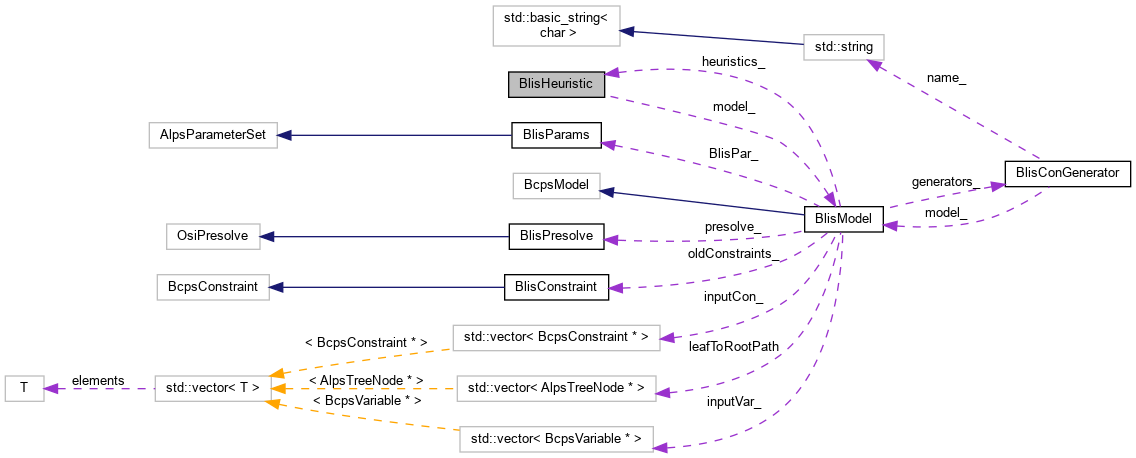 std::basic_string<
char >
std::string
heuristics_
BlisHeuristic
name_
model_
AlpsParameterSet
BlisParams
BlisPar_
BcpsModel
generators_
BlisConGenerator
model_
BlisModel
OsiPresolve
BlisPresolve
presolve_
oldConstraints_
BcpsConstraint
BlisConstraint
inputCon_
std::vector< BcpsConstraint * >
< BcpsConstraint * >
leafToRootPath
T
elements
std::vector< T >
< AlpsTreeNode * >
std::vector< AlpsTreeNode * >
< BcpsVariable * >
inputVar_
std::vector< BcpsVariable * >